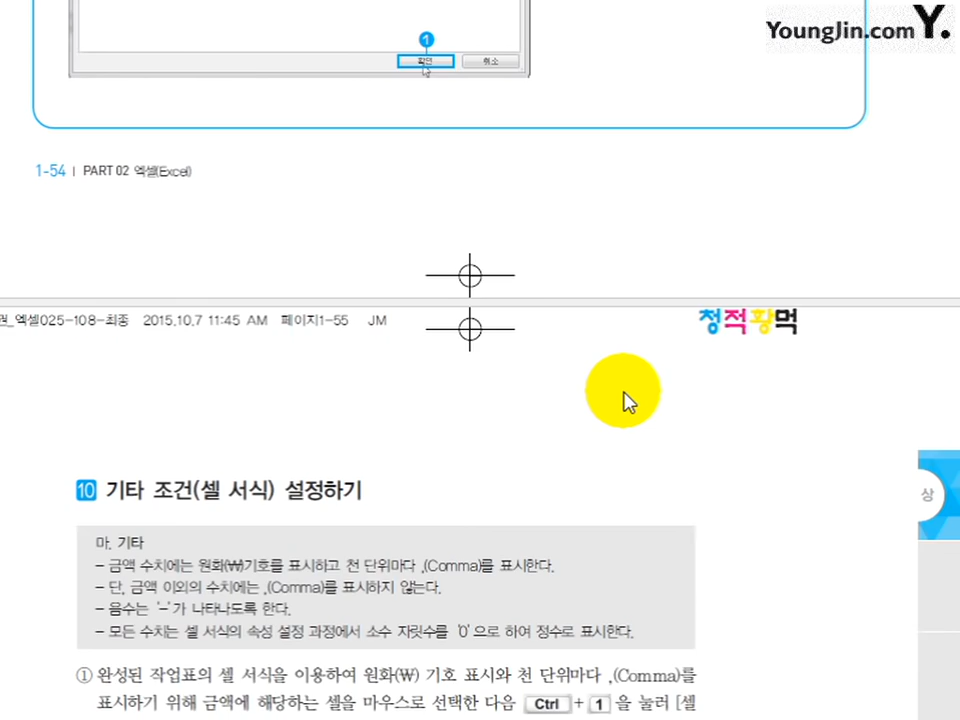 YoungJin.com Y.
1
확인
취소
1-54 | PART 02 엑셀(Excel)
권_엑셀025-108-최종 2015.10.7 11:45 AM 페이지1-55 JM
청적황먹
상
10 기타 조건(셀 서식) 설정하기
마. 기타
- 금액 수치에는 원화(₩)기호를 표시하고 천 단위마다 ,(Comma)를 표시한다.
- 단, 금액 이외의 수치에는 ,(Comma)를 표시하지 않는다.
- 음수는 '-'가 나타나도록 한다.
- 모든 수치는 셀 서식의 속성 설정 과정에서 소수 자릿수를 '0'으로 하여 정수로 표시한다.
① 완성된 작업표의 셀 서식을 이용하여 원화(₩) 기호 표시와 천 단위마다 ,(Comma)를
표시하기 위해 금액에 해당하는 셀을 마우스로 선택한 다음 Ctrl + 1 을 눌러 [셀